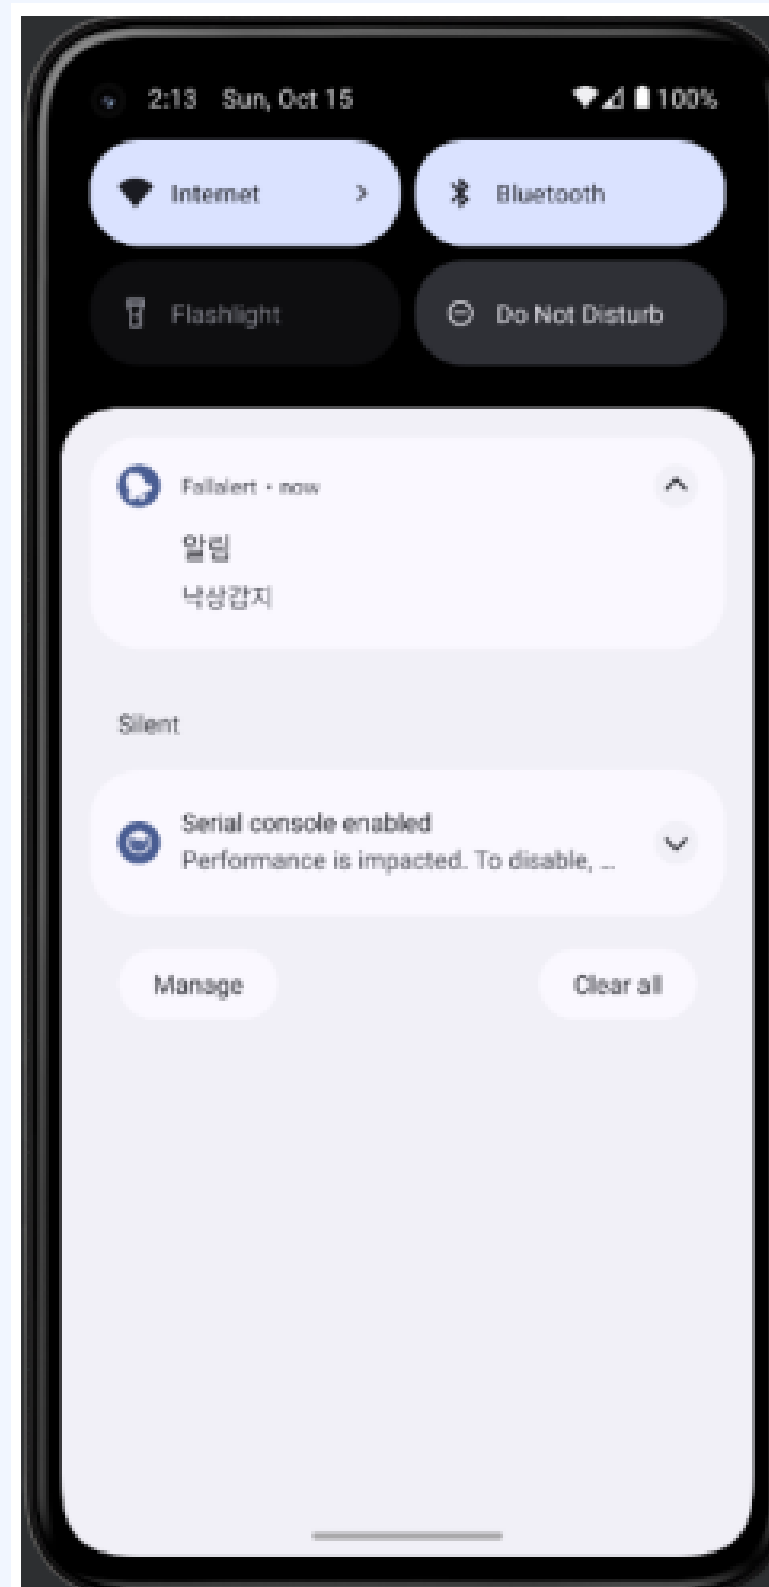 2:13 Sun, Oct 15 100%
Internet Bluetooth
Flashlight Do Not Disturb
Fallalert • now
알림
낙상감지
Silent
Serial console enabled
Performance is impacted. To disable, ...
Manage Clear all